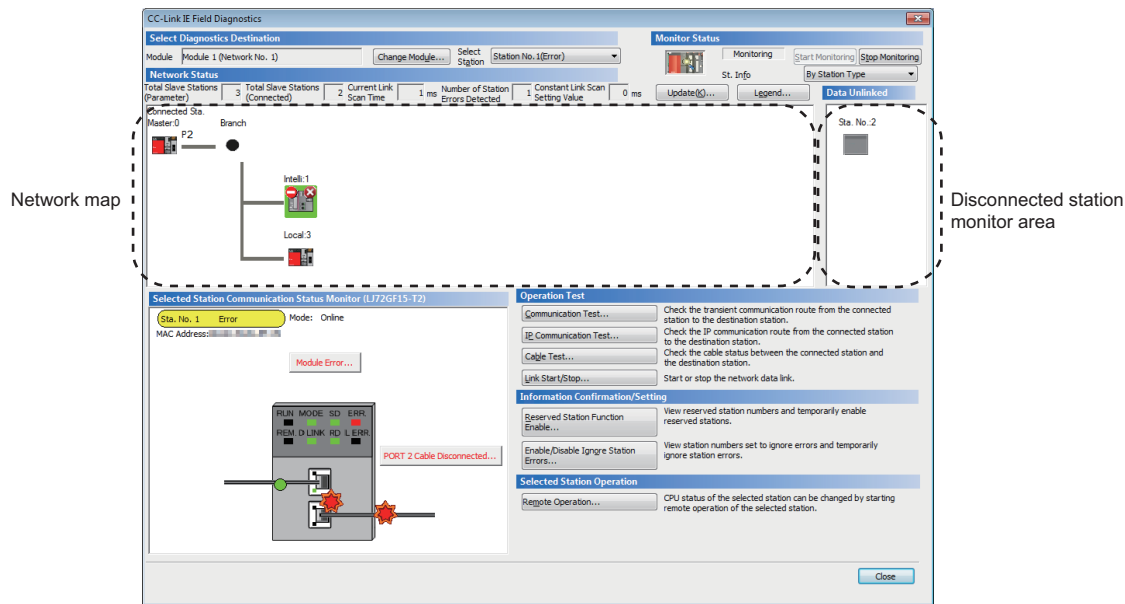 CC-Link IE Field Diagnostics
Select Diagnostics Destination
Monitor Status
Module Module 1 (Network No. 1)
Change Module...
Select Station
Station No.1(Error)
Monitoring
Start Monitoring
Stop Monitoring
Network Status
St. Info
By Station Type
Total Slave Stations (Parameter)
3
Total Slave Stations (Connected)
2
Current Link Scan Time
1 ms
Number of Station Errors Detected
1
Constant Link Scan Setting Value
0 ms
Update(K)...
Legend...
Data Unlinked
Connected Sta.
Master:0
Branch
P2
Sta. No.:2
Intelli:1
Local:3
Network map
Disconnected station
monitor area
Selected Station Communication Status Monitor (LJ72GF15-T2)
Sta. No. 1 Error
Mode: Online
MAC Address:
Module Error...
RUN MODE SD ERR.
REM. D LINK RD L ERR.
PORT 2 Cable Disconnected...
Operation Test
Communication Test...
Check the transient communication route from the connected
station to the destination station.
IP Communication Test...
Check the IP communication route from the connected station
to the destination station.
Cable Test...
Check the cable status between the connected station and
the destination station.
Link Start/Stop...
Start or stop the network data link.
Information Confirmation/Setting
Reserved Station Function
Enable...
View reserved station numbers and temporarily enable
reserved stations.
Enable/Disable Ignore Station
Errors...
View station numbers set to ignore errors and temporarily
ignore station errors.
Selected Station Operation
Remote Operation...
CPU status of the selected station can be changed by starting
remote operation of the selected station.
Close